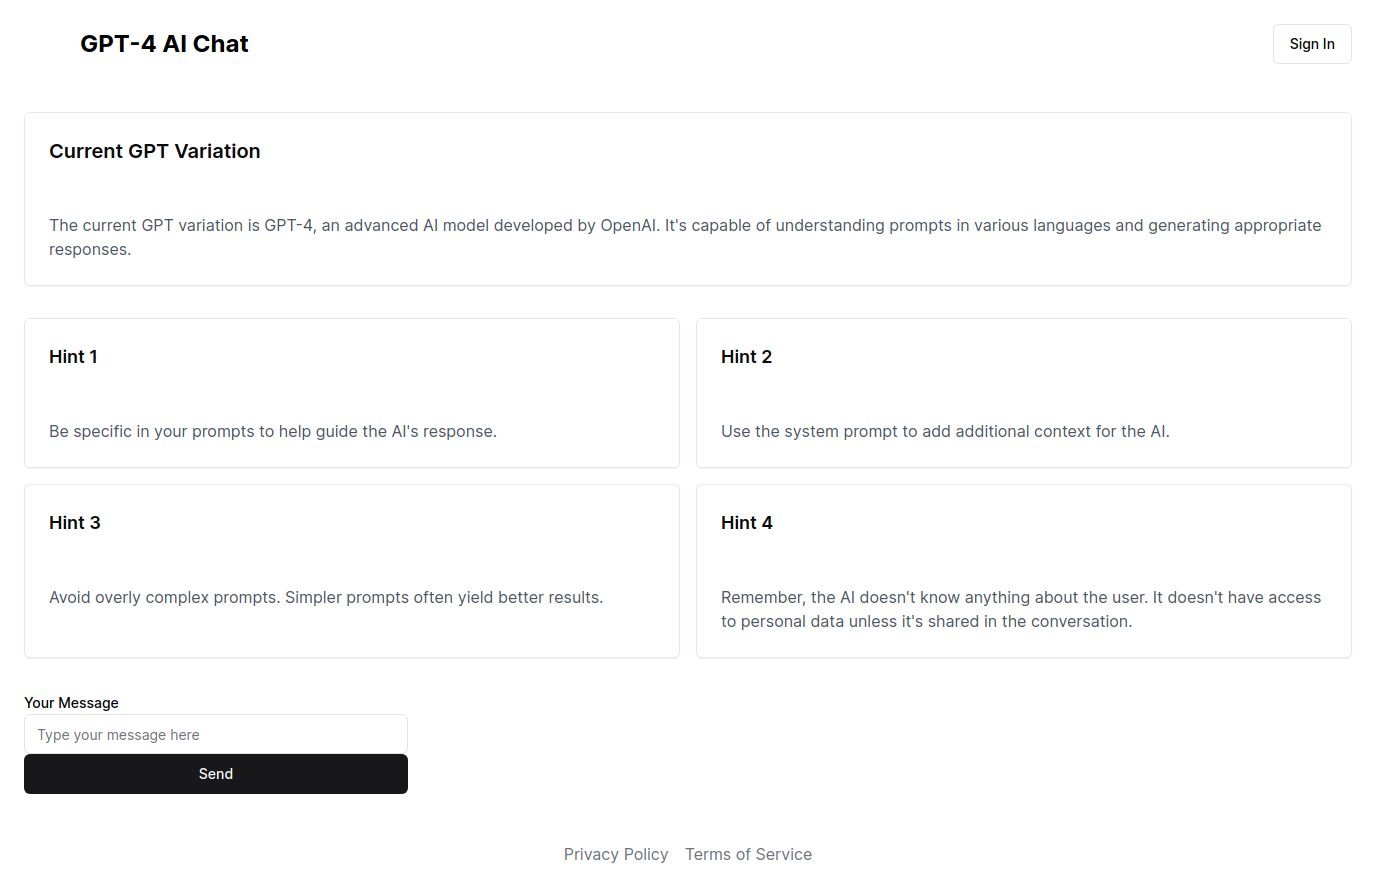 GPT-4 AI Chat
Sign In
Current GPT Variation
The current GPT variation is GPT-4, an advanced AI model developed by OpenAI. It's capable of understanding prompts in various languages and generating appropriate
responses.
Hint 1
Be specific in your prompts to help guide the AI's response.
Hint 2
Use the system prompt to add additional context for the AI.
Hint 3
Avoid overly complex prompts. Simpler prompts often yield better results.
Hint 4
Remember, the AI doesn't know anything about the user. It doesn't have access
to personal data unless it's shared in the conversation.
Your Message
Type your message here
Send
Privacy Policy
Terms of Service